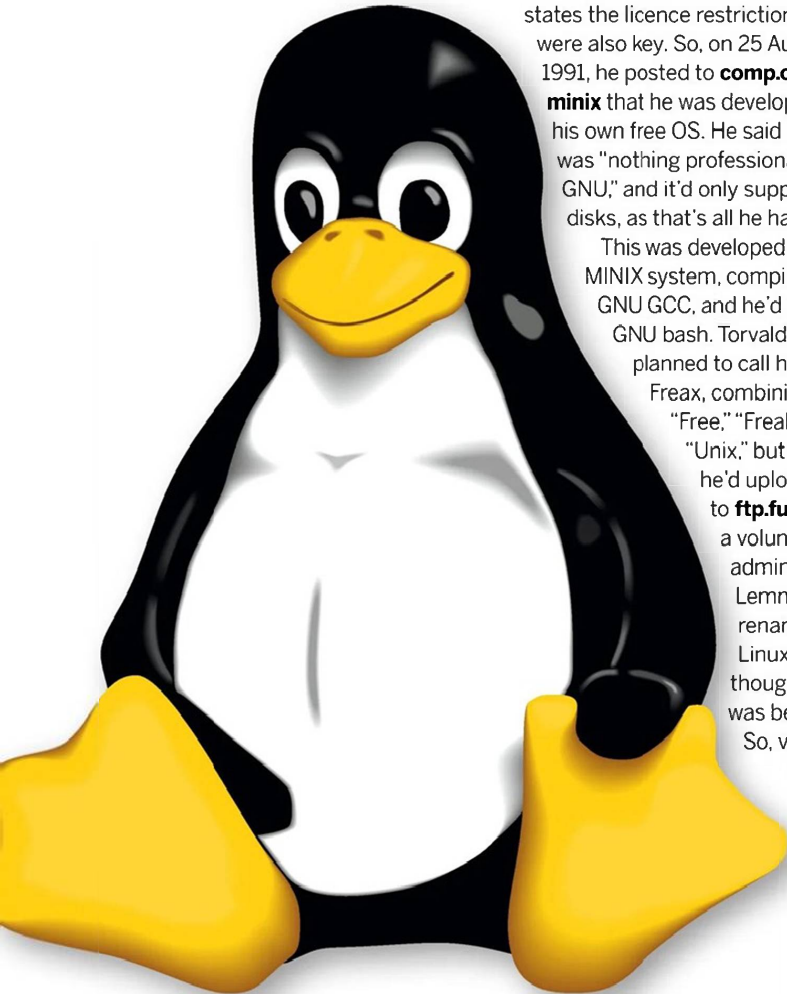 states the licence restriction
were also key. So, on 25 Au
1991, he posted to comp.o
minix that he was develop
his own free OS. He said
was "nothing professiona
GNU," and it'd only supp
disks, as that's all he ha
This was developed
MINIX system, compi
GNU GCC, and he'd
GNU bash. Torvald
planned to call h
Freax, combini
"Free," "Freak
"Unix," but
he'd uplo
to ftp.fu
a volun
admin
Lemm
renam
Linux
thoug
was be
So, v